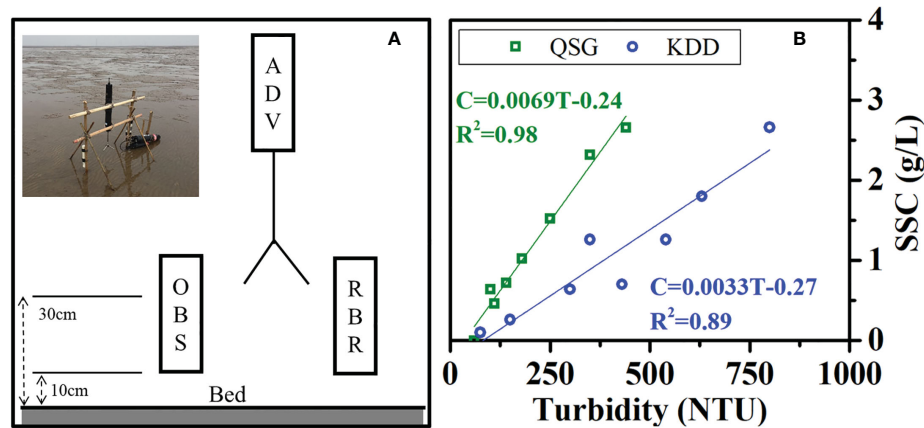 A
A
D
V
O
B
S
R
B
R
30cm
10cm
Bed
B
QSG KDD
C=0.0069T-0.24
R²=0.98
C=0.0033T-0.27
R²=0.89
4
3
2
1
0
SSC (g/L)
0 250 500 750 1000
Turbidity (NTU)